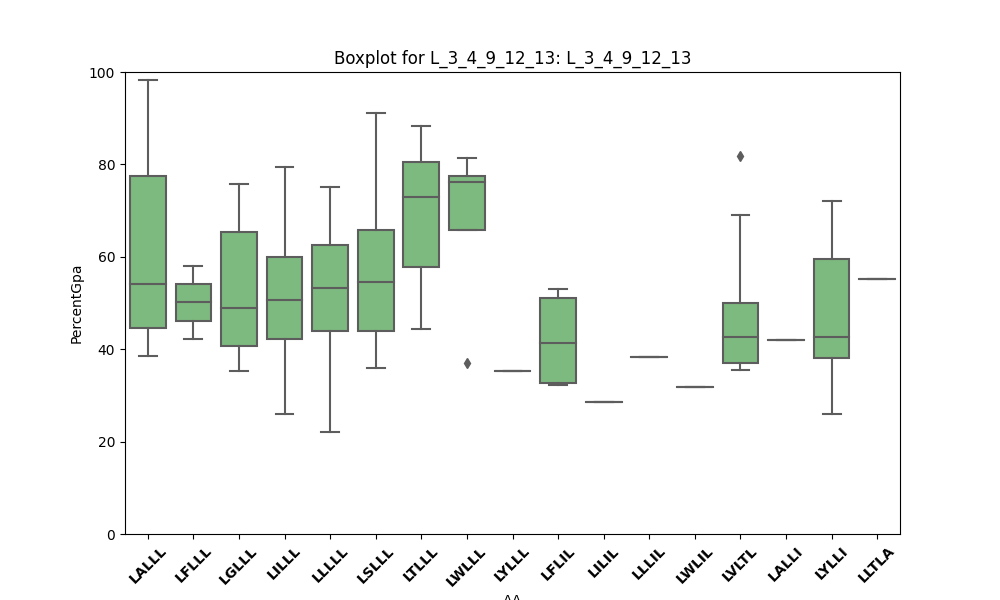 Boxplot for L_3_4_9_12_13: L_3_4_9_12_13
PercentGpa
100
80
60
40
20
0
LALLL
LFLLL
LGLLL
LILLL
LLLLL
LSLLL
LTLLL
LWLLL
LYLLL
LFLIL
LILIL
LLLIL
LWLIL
LVLTL
LALLI
LYLLI
LLTLA
AA